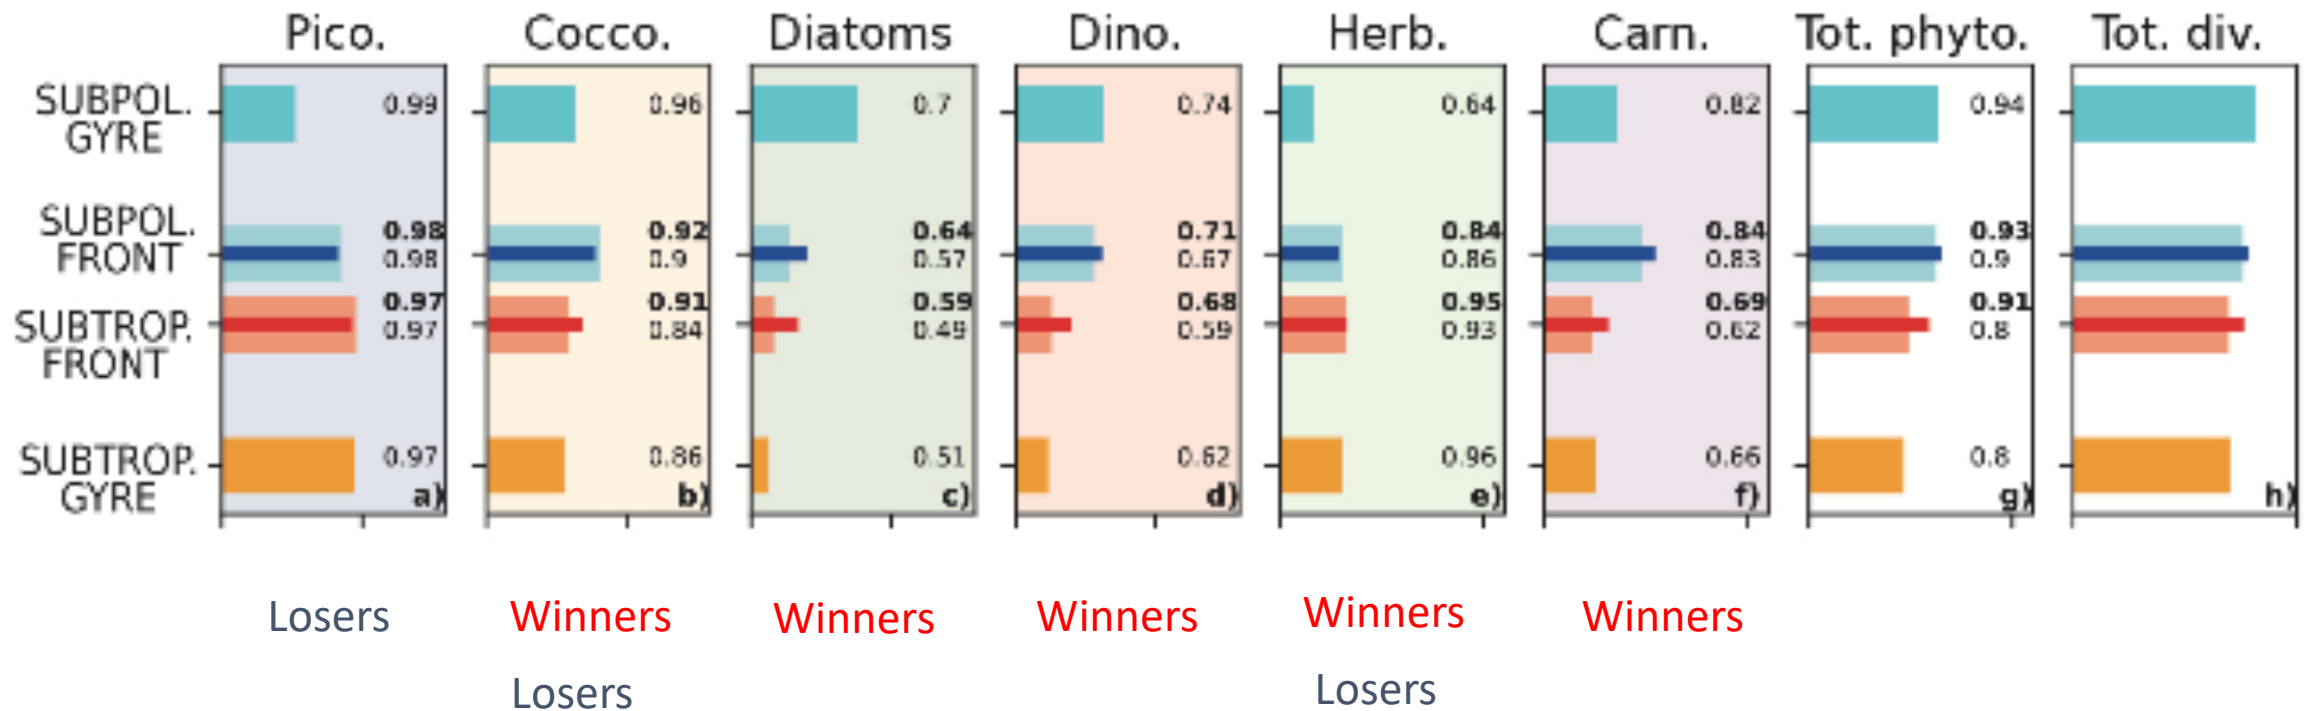 Pico. Cocco. Diatoms Dino. Herb. Carn. Tot. phyto. Tot. div.
SUBPOL. GYRE 0.99 0.96 0.7 0.74 0.64 0.82 0.94
SUBPOL. FRONT
0.98 0.92 0.64 0.71 0.84 0.84 0.93
0.98 0.9 0.57 0.67 0.86 0.83 0.9
SUBTROP. FRONT
0.97 0.91 0.59 0.68 0.95 0.69 0.91
0.97 0.84 0.49 0.59 0.93 0.62 0.8
SUBTROP. GYRE 0.97 0.86 0.51 0.62 0.96 0.66 0.8
a) b) c) d) e) f) g) h)
Losers Winners Winners Winners Winners Winners
Losers Losers